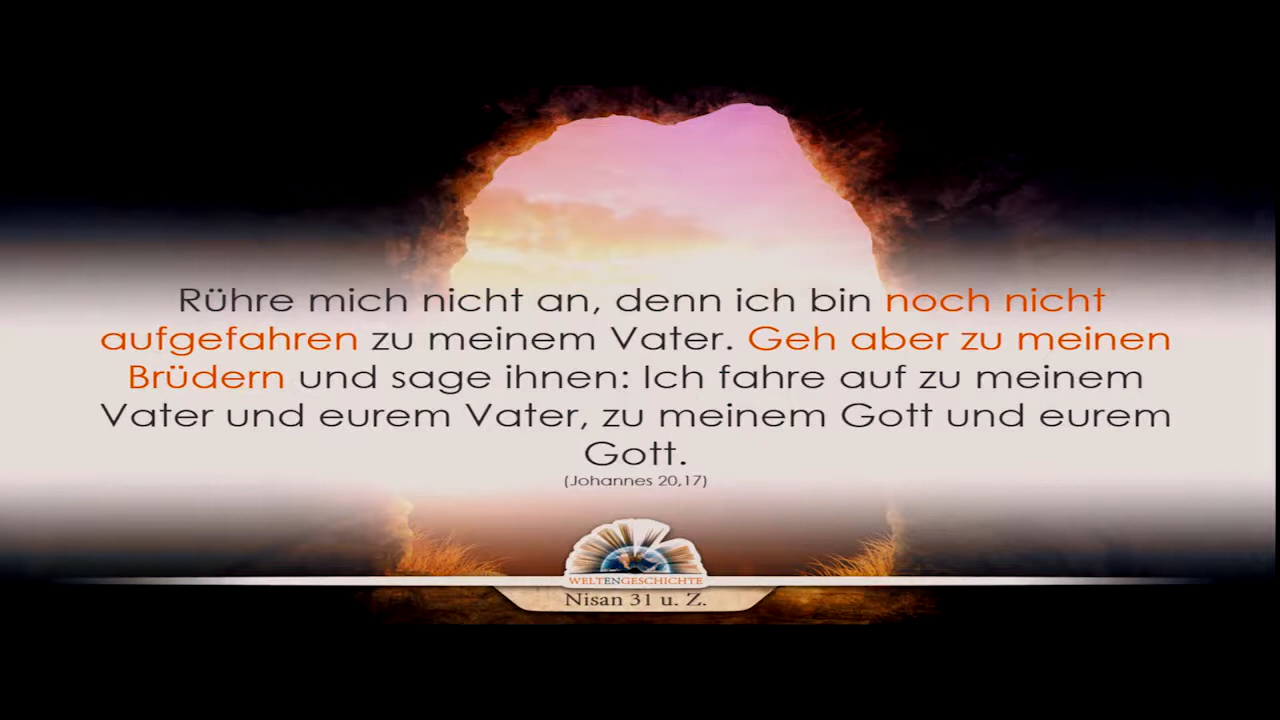 Rühre mich nicht an, denn ich bin noch nicht
aufgefahren zu meinem Vater. Geh aber zu meinen
Brüdern und sage ihnen: Ich fahre auf zu meinem
Vater und eurem Vater, zu meinem Gott und eurem
Gott.
(Johannes 20,17)
WELTENGESCHICHTE
Nisan 31 u. Z.